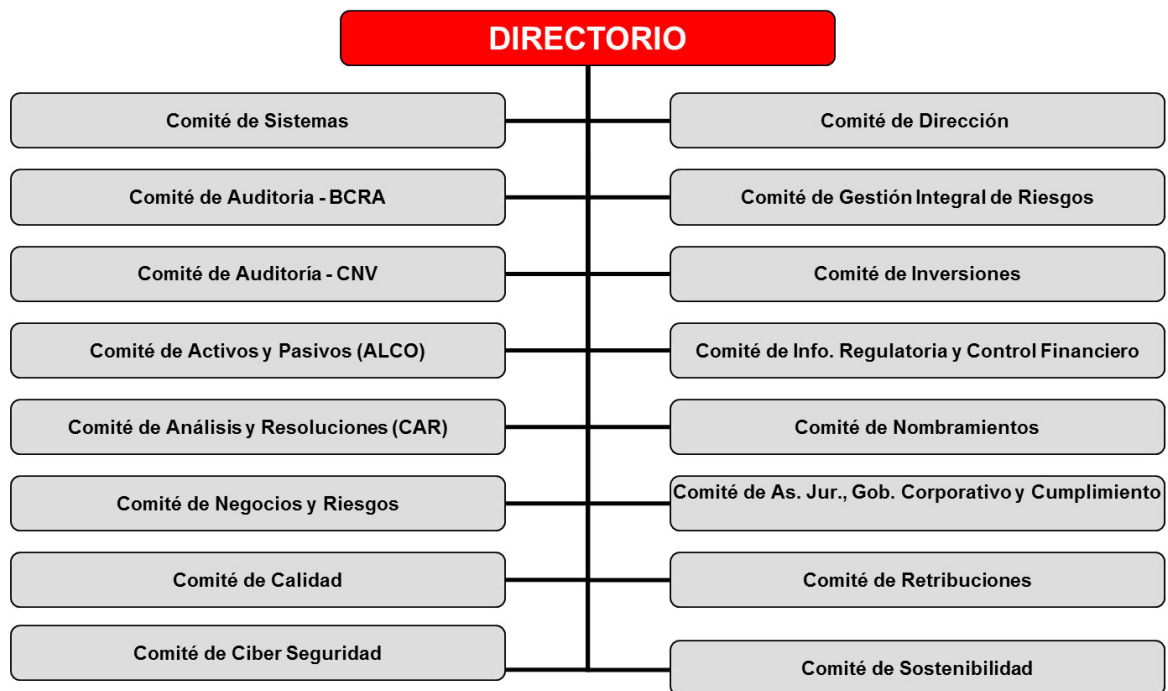 DIRECTORIO
Comité de Sistemas
Comité de Dirección
Comité de Auditoria - BCRA
Comité de Gestión Integral de Riesgos
Comité de Auditoría - CNV
Comité de Inversiones
Comité de Activos y Pasivos (ALCO)
Comité de Info. Regulatoria y Control Financiero
Comité de Análisis y Resoluciones (CAR)
Comité de Nombramientos
Comité de Negocios y Riesgos
Comité de As. Jur., Gob. Corporativo y Cumplimiento
Comité de Calidad
Comité de Retribuciones
Comité de Ciber Seguridad
Comité de Sostenibilidad